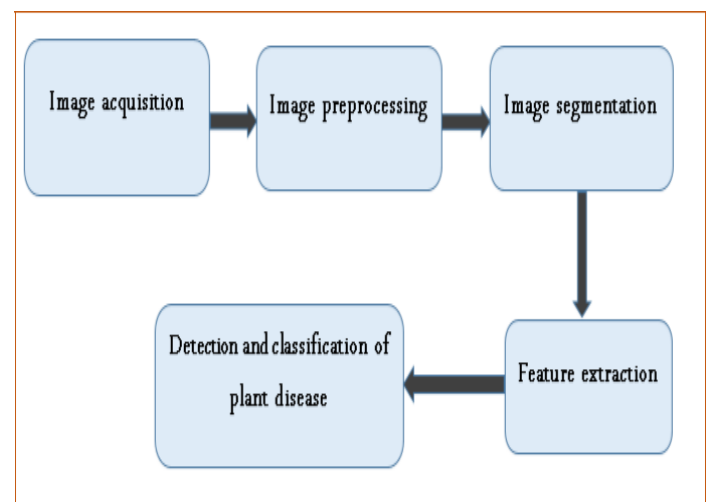 Image acquisition
Image preprocessing
Image segmentation
Feature extraction
Detection and classification of
plant disease